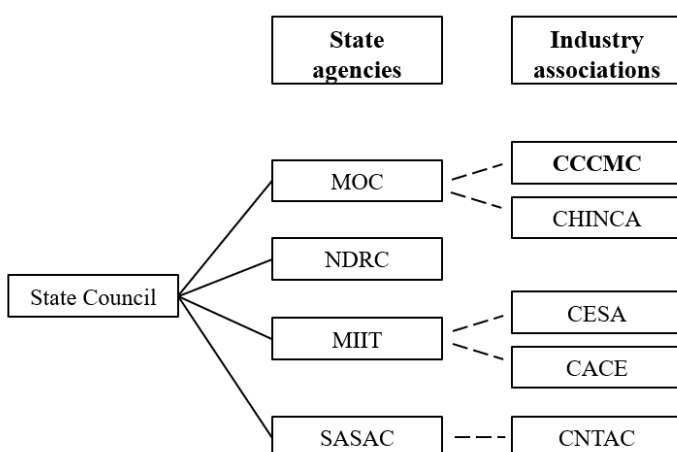 State
agencies
Industry
associations
MOC
CCCMC
CHINCA
NDRC
State Council
MIIT
CESA
CACE
SASAC
CNTAC